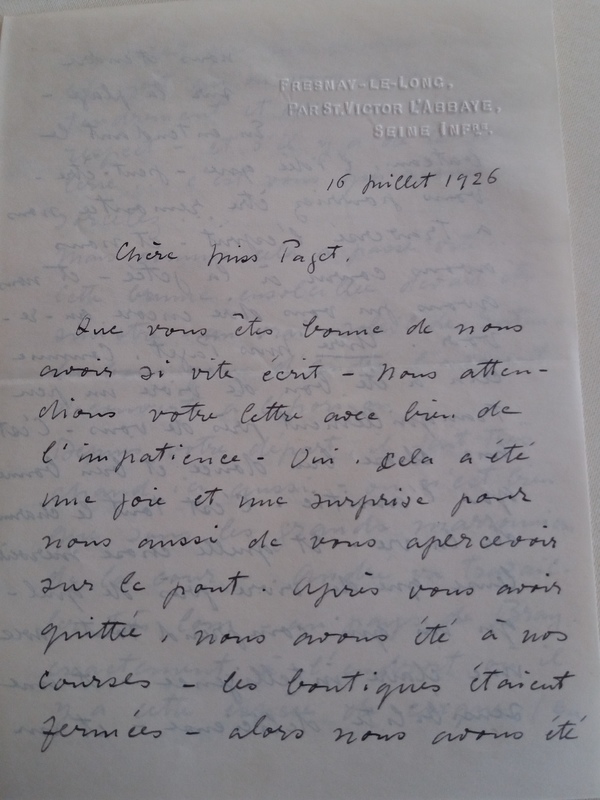 FRESNAY-LE-LONG,
PAR ST. VICTOR L'ABBAYE,
SEINE INFRE.
16 juillet 1926
Chère Miss Paget.
Que vous êtes bonne de nous
avoir si vite écrit - Nous atten-
dions votre lettre avec bien de
l'impatience - Oui. Cela a été
une joie et une surprise pour
nous aussi de vous apercevoir
sur le pont. Après vous avoir
quittée, nous avons été à nos
courses - les boutiques étaient
fermées - alors nous avons été